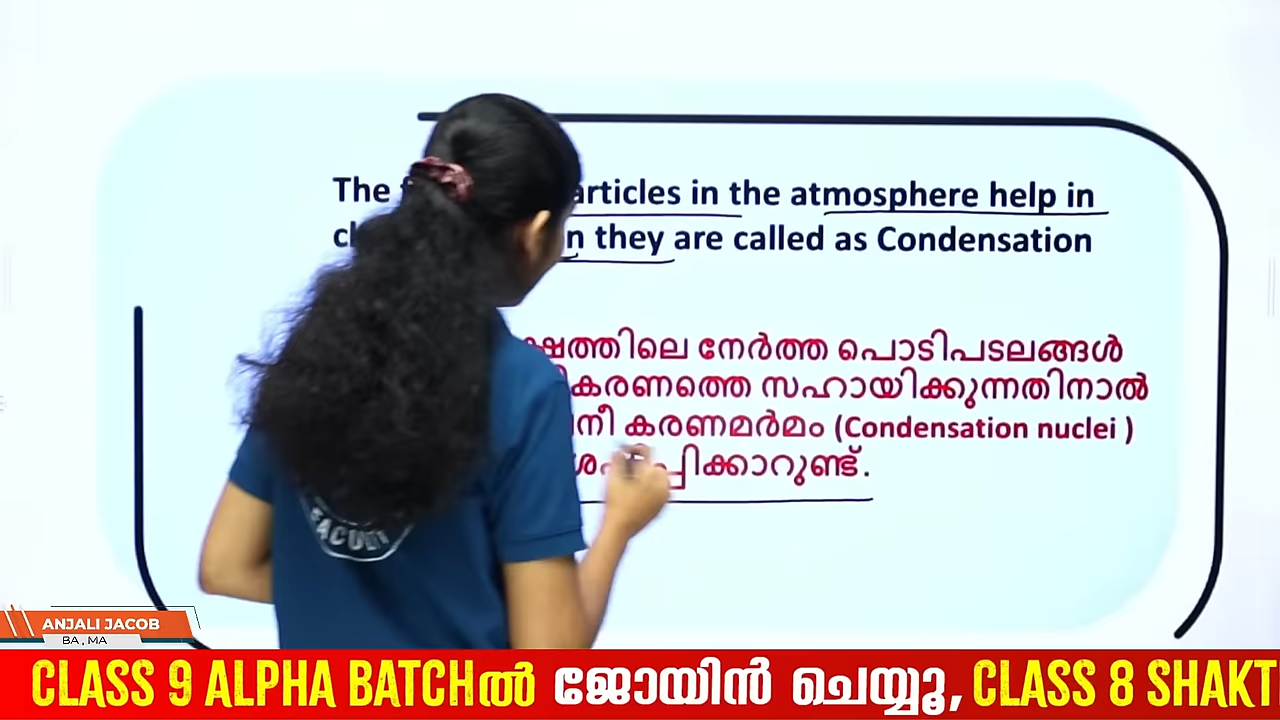 The articles in the atmosphere help in
n they are called as Condensation
ഷത്തിലെ നേർത്ത പൊടിപടലങ്ങൾ
കരണത്തെ സഹായിക്കുന്നതിനാൽ
നീ കരണമർമം (Condensation nuclei )
പ്പിക്കാറുണ്ട്.
ANJALI JACOB
BA , MA
CLASS 9 ALPHA BATCHൽ ജോയിൻ ചെയ്യൂ, CLASS 8 SHAKT